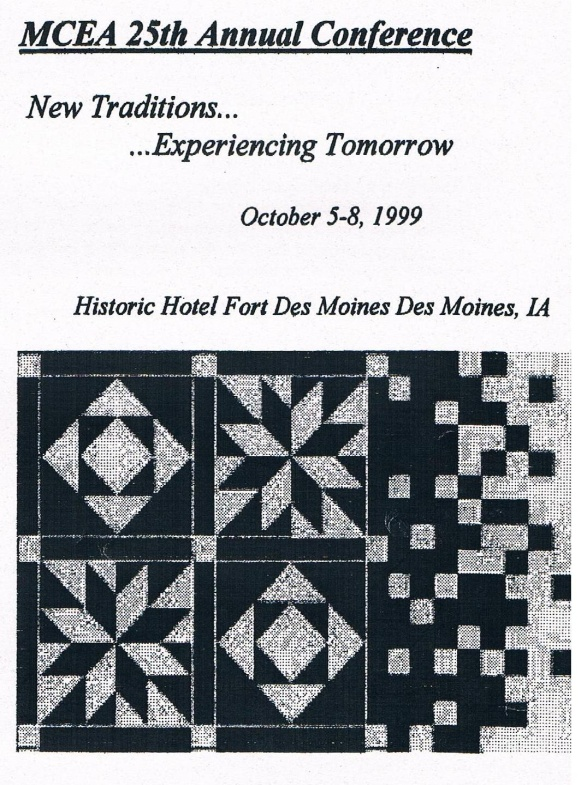 MCEA 25th Annual Conference
New Traditions...
...Experiencing Tomorrow
October 5-8, 1999
Historic Hotel Fort Des Moines Des Moines, IA